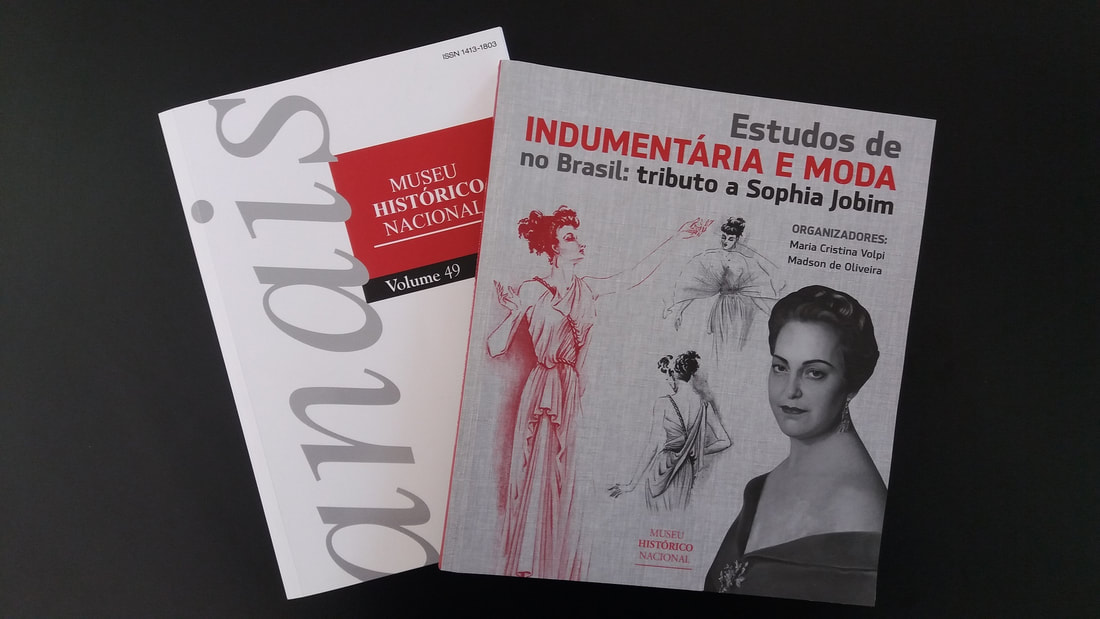 ISSN 1413-1803
anais
MUSEU
HISTÓRICO
NACIONAL
Volume 49
Estudos de
INDUMENTÁRIA E MODA
no Brasil: tributo a Sophia Jobim
ORGANIZADORES:
Maria Cristina Volpi
Madson de Oliveira
MUSEU
HISTÓRICO
NACIONAL